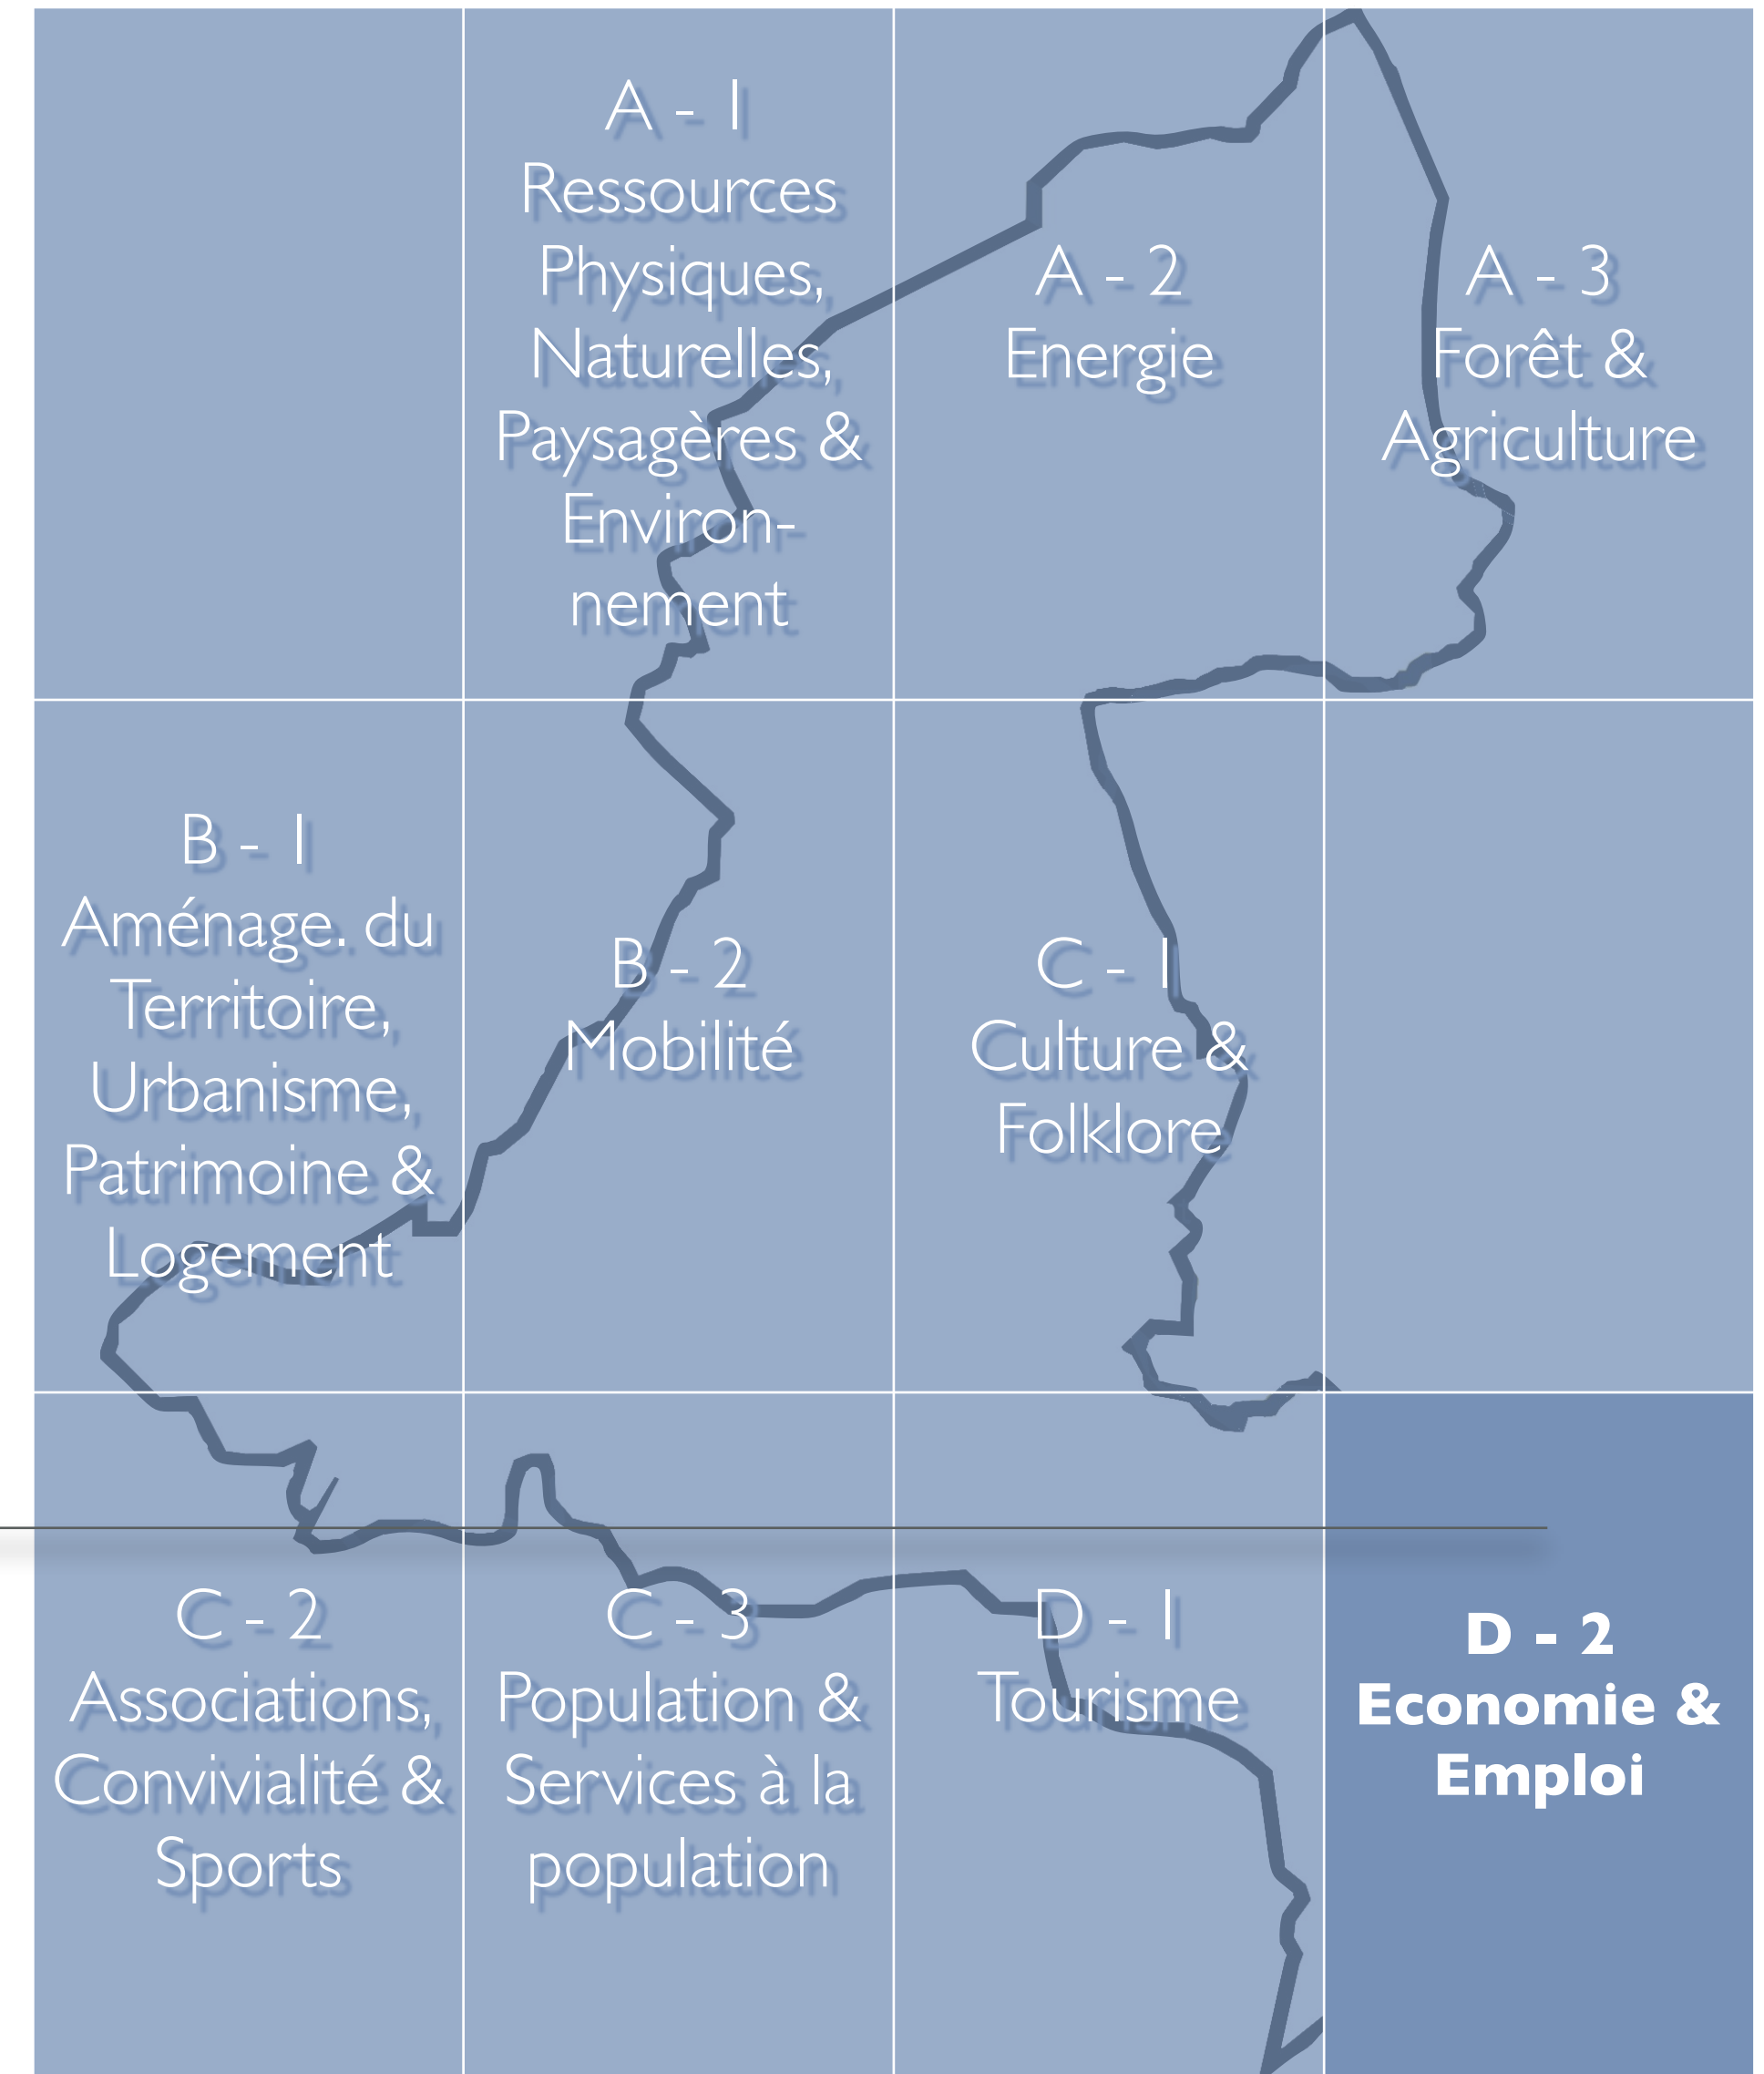 A - 1
Ressources
Physiques,
Naturelles,
Paysagères &
Environ-
nement
A - 2
Energie
A - 3
Forêt &
Agriculture
B - 1
Aménage. du
Territoire,
Urbanisme,
Patrimoine &
Logement
B - 2
Mobilité
C - 1
Culture &
Folklore
C - 2
Associations,
Convivialité &
Sports
C - 3
Population &
Services à la
population
D - 1
Tourisme
D - 2
Economie &
Emploi